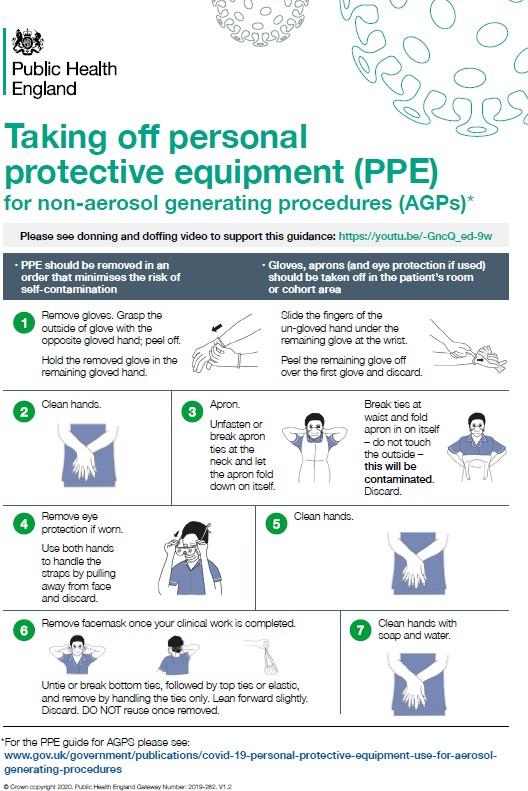 Public Health
England
Taking off personal
protective equipment (PPE)
for non-aerosol generating procedures (AGPs)*
Please see donning and doffing video to support this guidance: https://youtu.be/-GncQ_ed-9w
· PPE should be removed in an
order that minimises the risk of
self-contamination
· Gloves, aprons (and eye protection if used)
should be taken off in the patient's room
or cohort area
1
Remove gloves. Grasp the
outside of glove with the
opposite gloved hand; peel off.
Hold the removed glove in the
remaining gloved hand.
Slide the fingers of the
un-gloved hand under the
remaining glove at the wrist.
Peel the remaining glove off
over the first glove and discard.
2
Clean hands.
3
Apron.
Unfasten or
break apron
ties at the
neck and let
the apron fold
down on itself.
Break ties at
waist and fold
apron in on itself
– do not touch
the outside –
this will be
contaminated.
Discard.
4
Remove eye
protection if worn.
Use both hands
to handle the
straps by pulling
away from face
and discard.
5
Clean hands.
6
Remove facemask once your clinical work is completed.
Untie or break bottom ties, followed by top ties or elastic,
and remove by handling the ties only. Lean forward slightly.
Discard. DO NOT reuse once removed.
7
Clean hands with
soap and water.
*For the PPE guide for AGPS please see:
www.gov.uk/government/publications/covid-19-personal-protective-equipment-use-for-aerosol-
generating-procedures
© Crown copyright 2020. Public Health England Gateway Number: 2019-262. V1.2